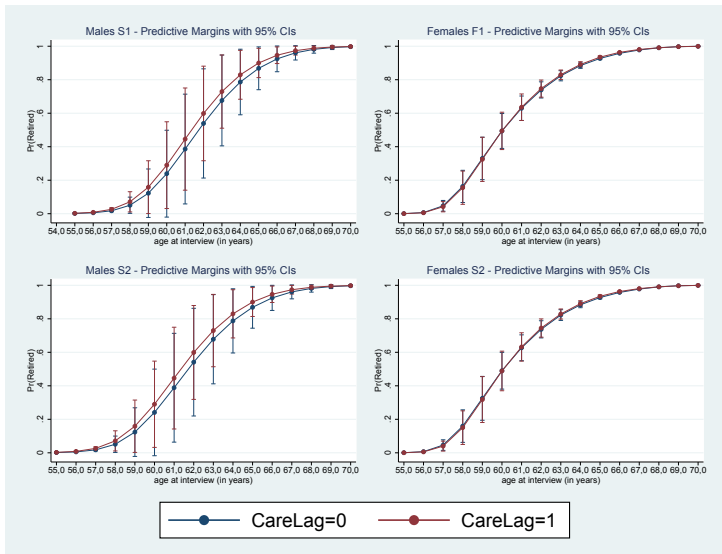 Males S1 - Predictive Margins with 95% CIs
Pr(Retired)
0 .2 .4 .6 .8 1
54,0 55,0 56,0 57,0 58,0 59,0 60,0 61,0 62,0 63,0 64,0 65,0 66,0 67,0 68,0 69,0 70,0
age at interview (in years)
Females F1 - Predictive Margins with 95% CIs
Pr(Retired)
0 .2 .4 .6 .8 1
55,0 56,0 57,0 58,0 59,0 60,0 61,0 62,0 63,0 64,0 65,0 66,0 67,0 68,0 69,0 70,0
age at interview (in years)
Males S2 - Predictive Margins with 95% CIs
Pr(Retired)
0 .2 .4 .6 .8 1
55,0 56,0 57,0 58,0 59,0 60,0 61,0 62,0 63,0 64,0 65,0 66,0 67,0 68,0 69,0 70,0
age at interview (in years)
Females S2 - Predictive Margins with 95% CIs
Pr(Retired)
0 .2 .4 .6 .8 1
55,0 56,0 57,0 58,0 59,0 60,0 61,0 62,0 63,0 64,0 65,0 66,0 67,0 68,0 69,0 70,0
age at interview (in years)
CareLag=0 CareLag=1